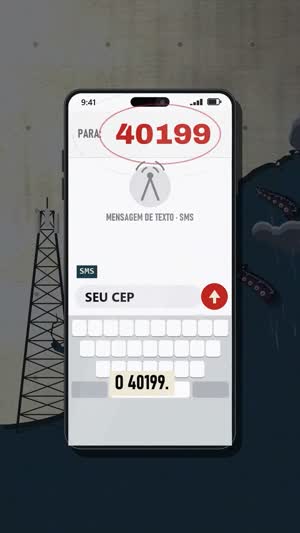 9:41
PARA: 40199
MENSAGEM DE TEXTO · SMS
SMS
SEU CEP
O 40199.